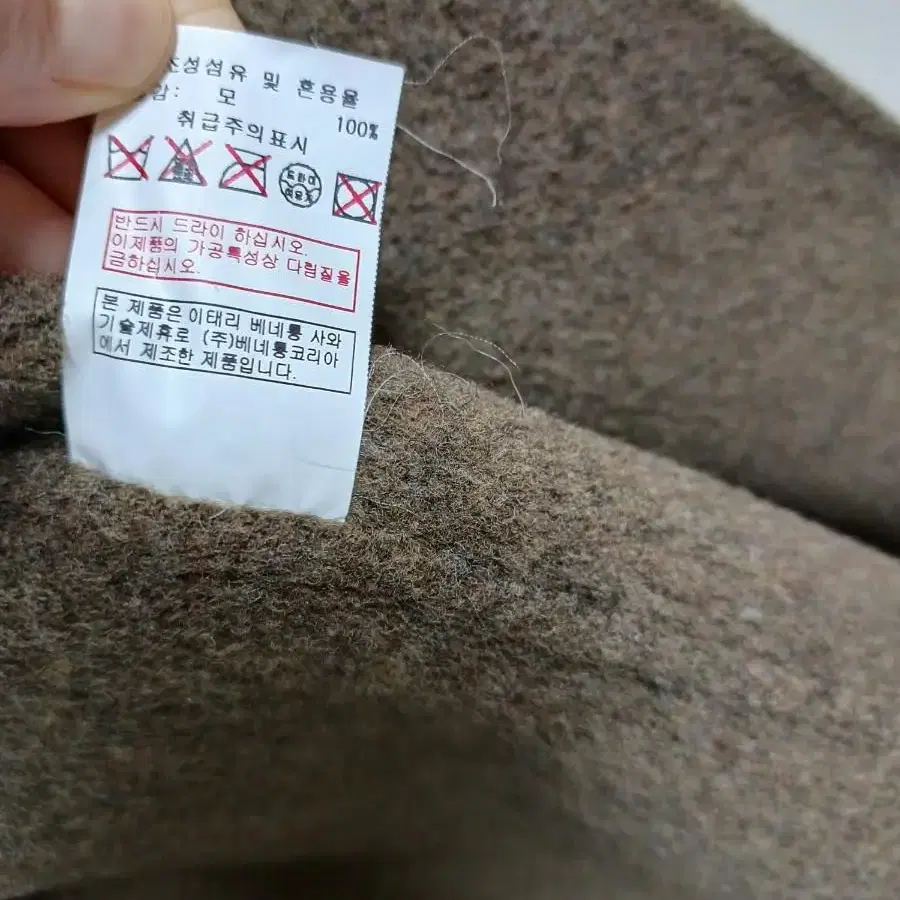 조성섬유 및 혼용율
모 100%
취급주의표시
드라이
반드시 드라이 하십시오.
이제품의 가공특성상 다림질을
금하십시오.
본 제품은 이태리 베네통 사와
기술제휴로 (주)베네통코리아
에서 제조한 제품입니다.